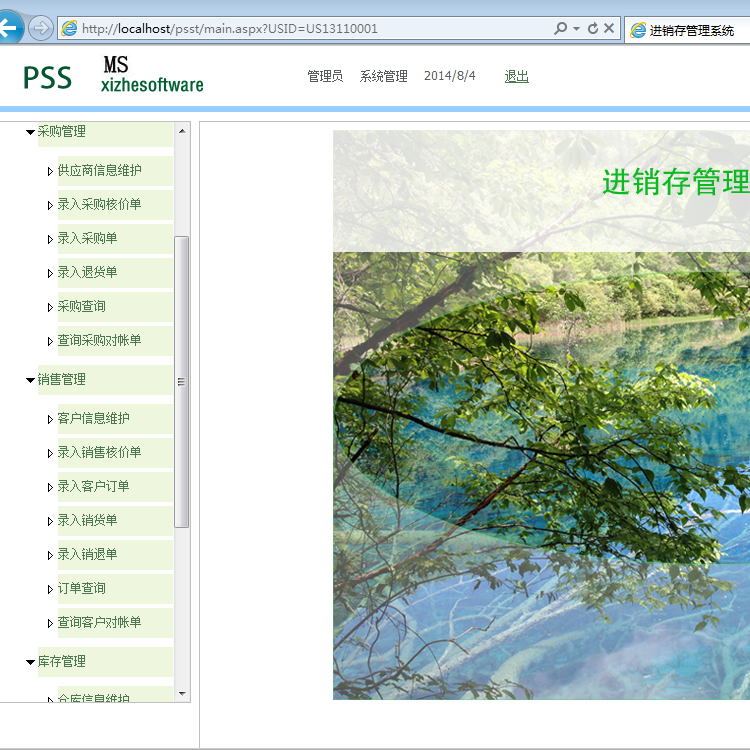 http://localhost/psst/main.aspx?USID=US13110001
进销存管理系统
PSS
MS
xizhesoftware
管理员 系统管理 2014/8/4 退出
采购管理
供应商信息维护
录入采购核价单
录入采购单
录入退货单
采购查询
查询采购对帐单
销售管理
客户信息维护
录入销售核价单
录入客户订单
录入销货单
录入销退单
订单查询
查询客户对帐单
库存管理
仓库信息维护
进销存管理